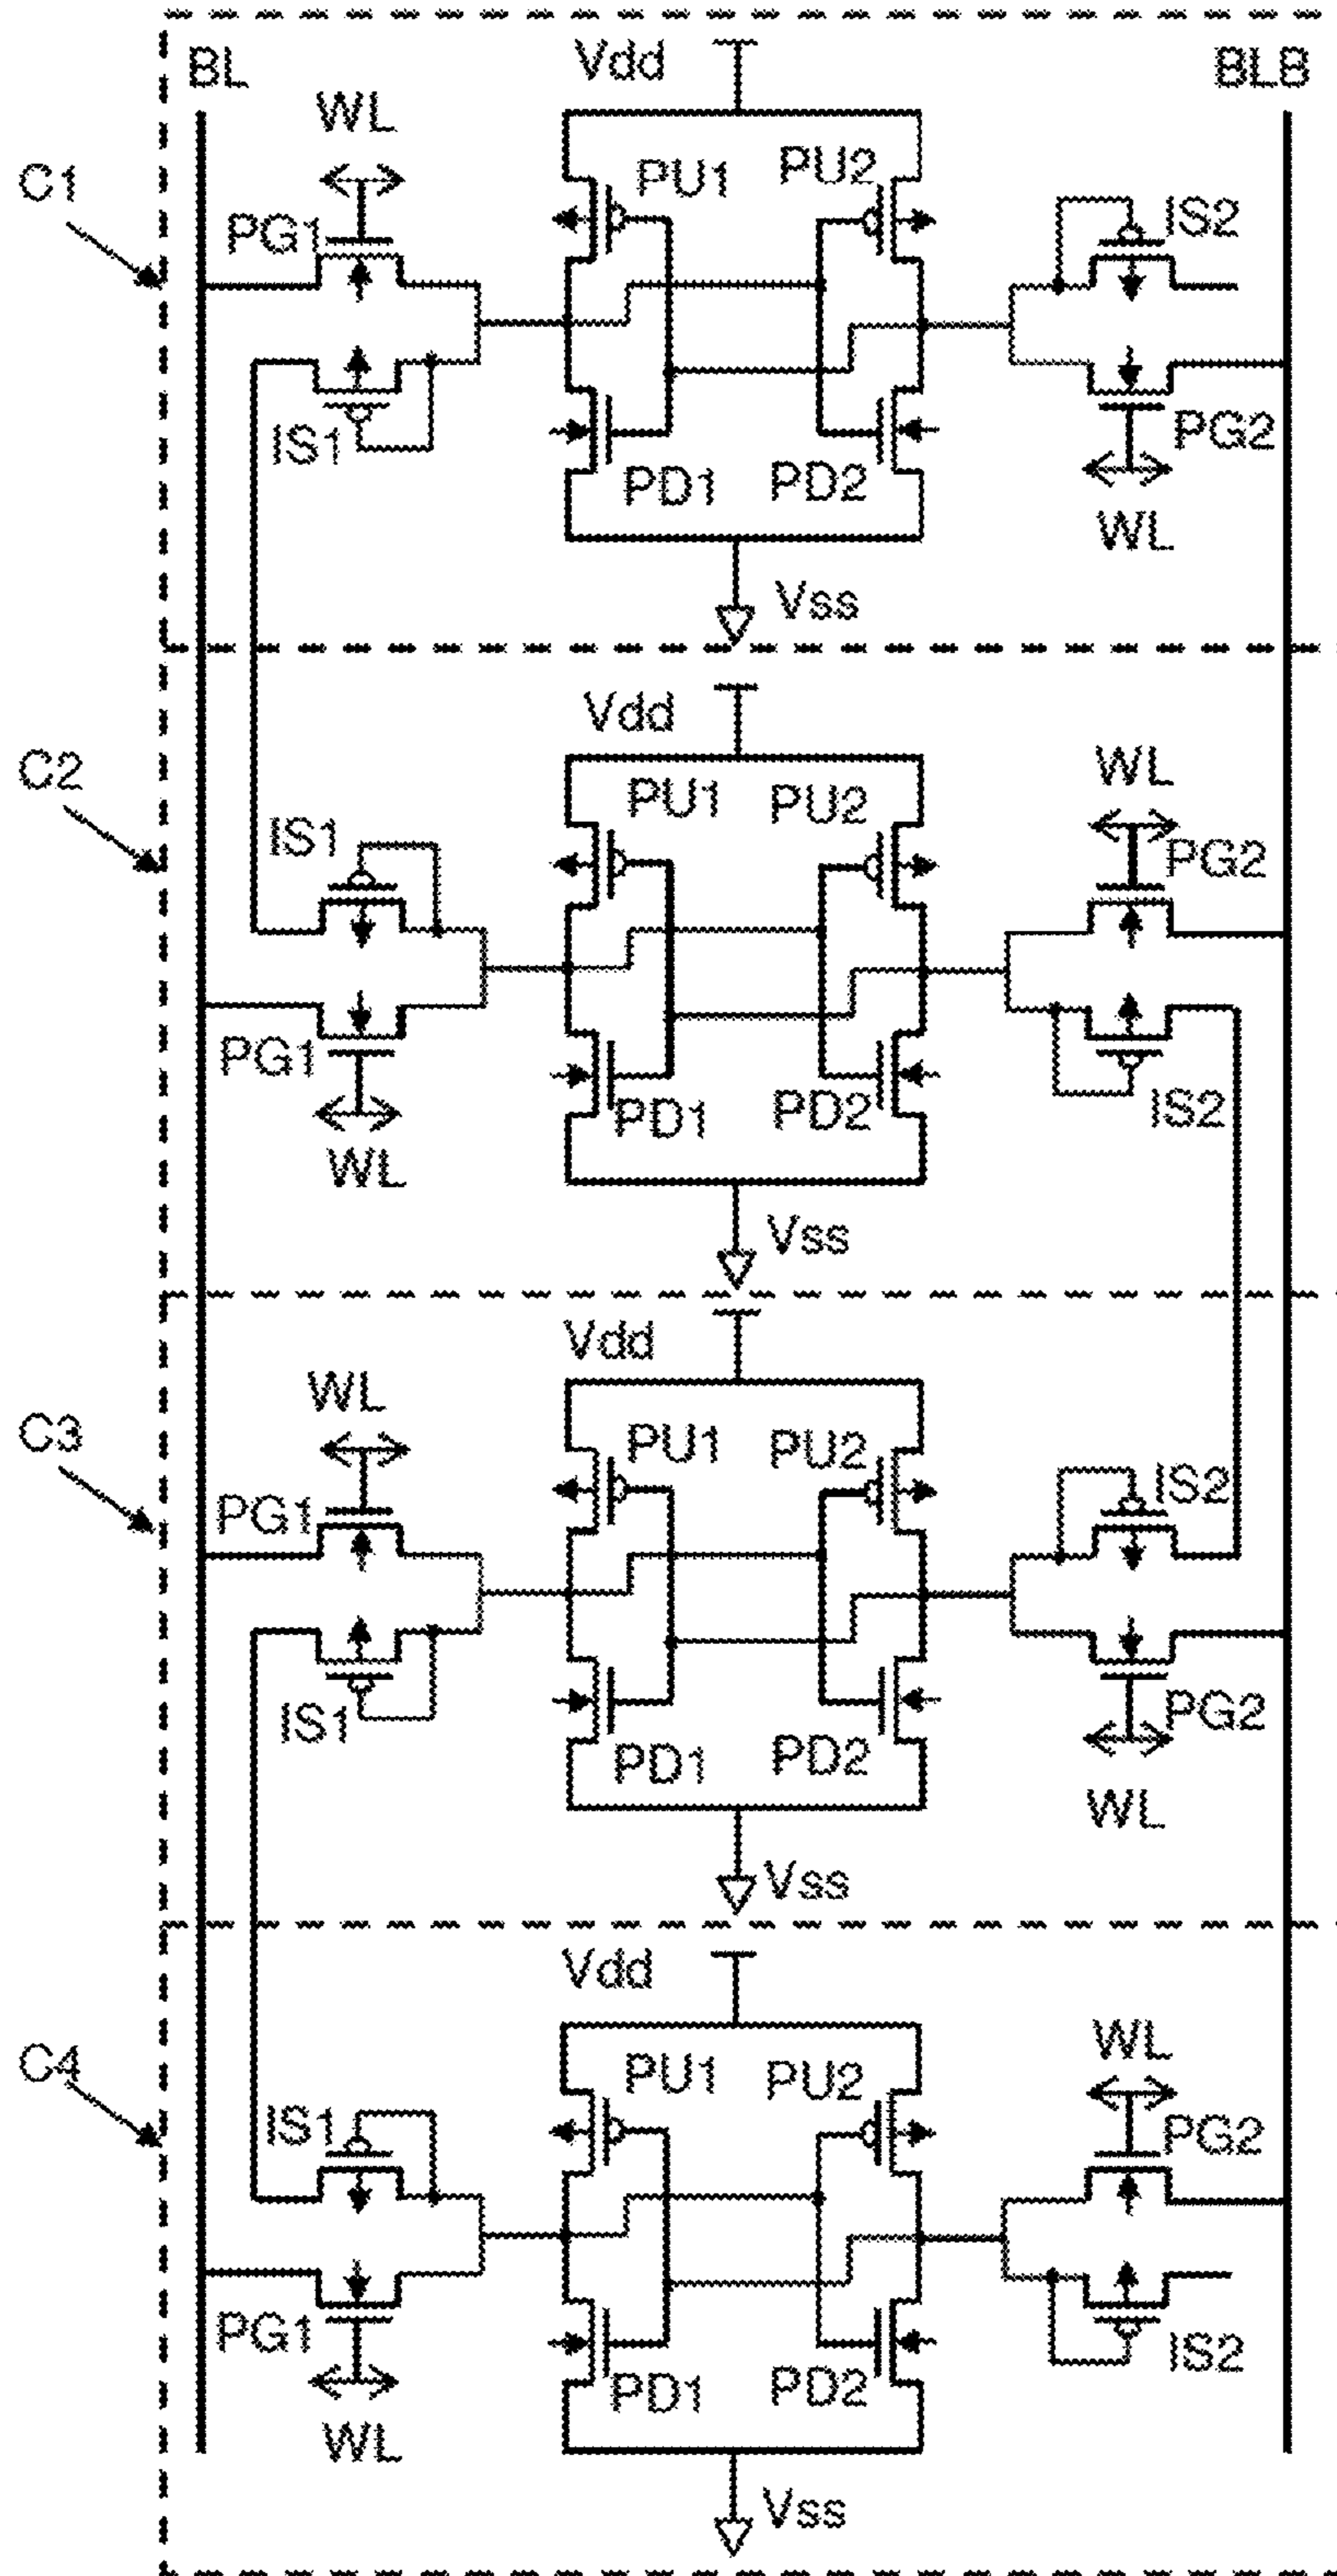 BL
Vdd
BLB
WL
C1
PU1
PU2
PG1
IS2
IS1
PG2
PD1
PD2
WL
Vss
Vdd
C2
WL
PU1
PU2
IS1
PG2
PG1
PD1
PD2
IS2
WL
Vss
Vdd
WL
C3
PU1
PU2
PG1
IS2
IS1
PG2
PD1
PD2
WL
Vss
Vdd
WL
C4
PU1
PU2
IS1
PG2
PG1
IS2
PD1
PD2
WL
Vss